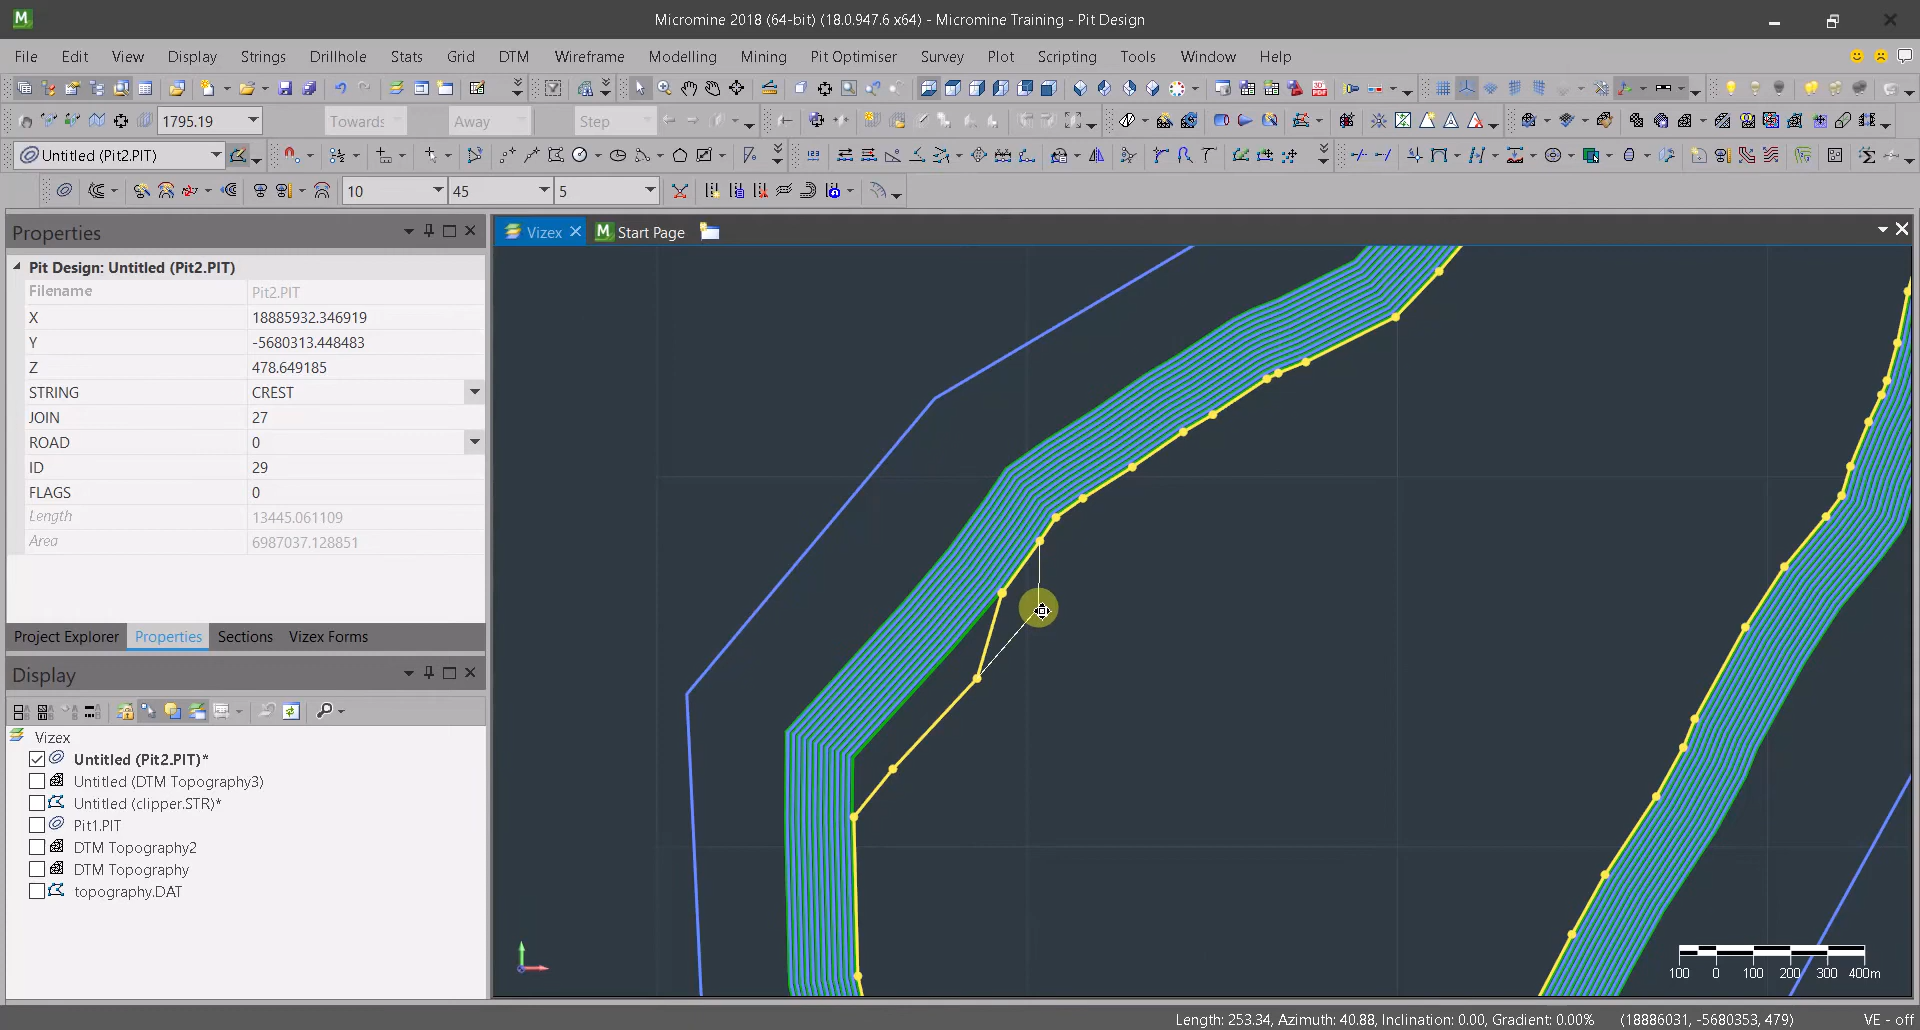 Micromine 2018 (64-bit) (18.0.947.6 x64) - Micromine Training - Pit Design
File Edit View Display Strings Drillhole Stats Grid DTM Wireframe Modelling Mining Pit Optimiser Survey Plot Scripting Tools Window Help
1795.19 Towards Away Step
Untitled (Pit2.PIT)
10 45 5
Properties
Vizex Start Page
Pit Design: Untitled (Pit2.PIT)
Filename Pit2.PIT
X 18885932.346919
Y -5680313.448483
Z 478.649185
STRING CREST
JOIN 27
ROAD 0
ID 29
FLAGS 0
Length 13445.061109
Area 6987037.128851
Project Explorer Properties Sections Vizex Forms
Display
Vizex
Untitled (Pit2.PIT)*
Untitled (DTM Topography3)
Untitled (clipper.STR)*
Pit1.PIT
DTM Topography2
DTM Topography
topography.DAT
100 0 100 200 300 400m
Length: 253.34, Azimuth: 40.88, Inclination: 0.00, Gradient: 0.00% (18886031, -5680353, 479) VE - off